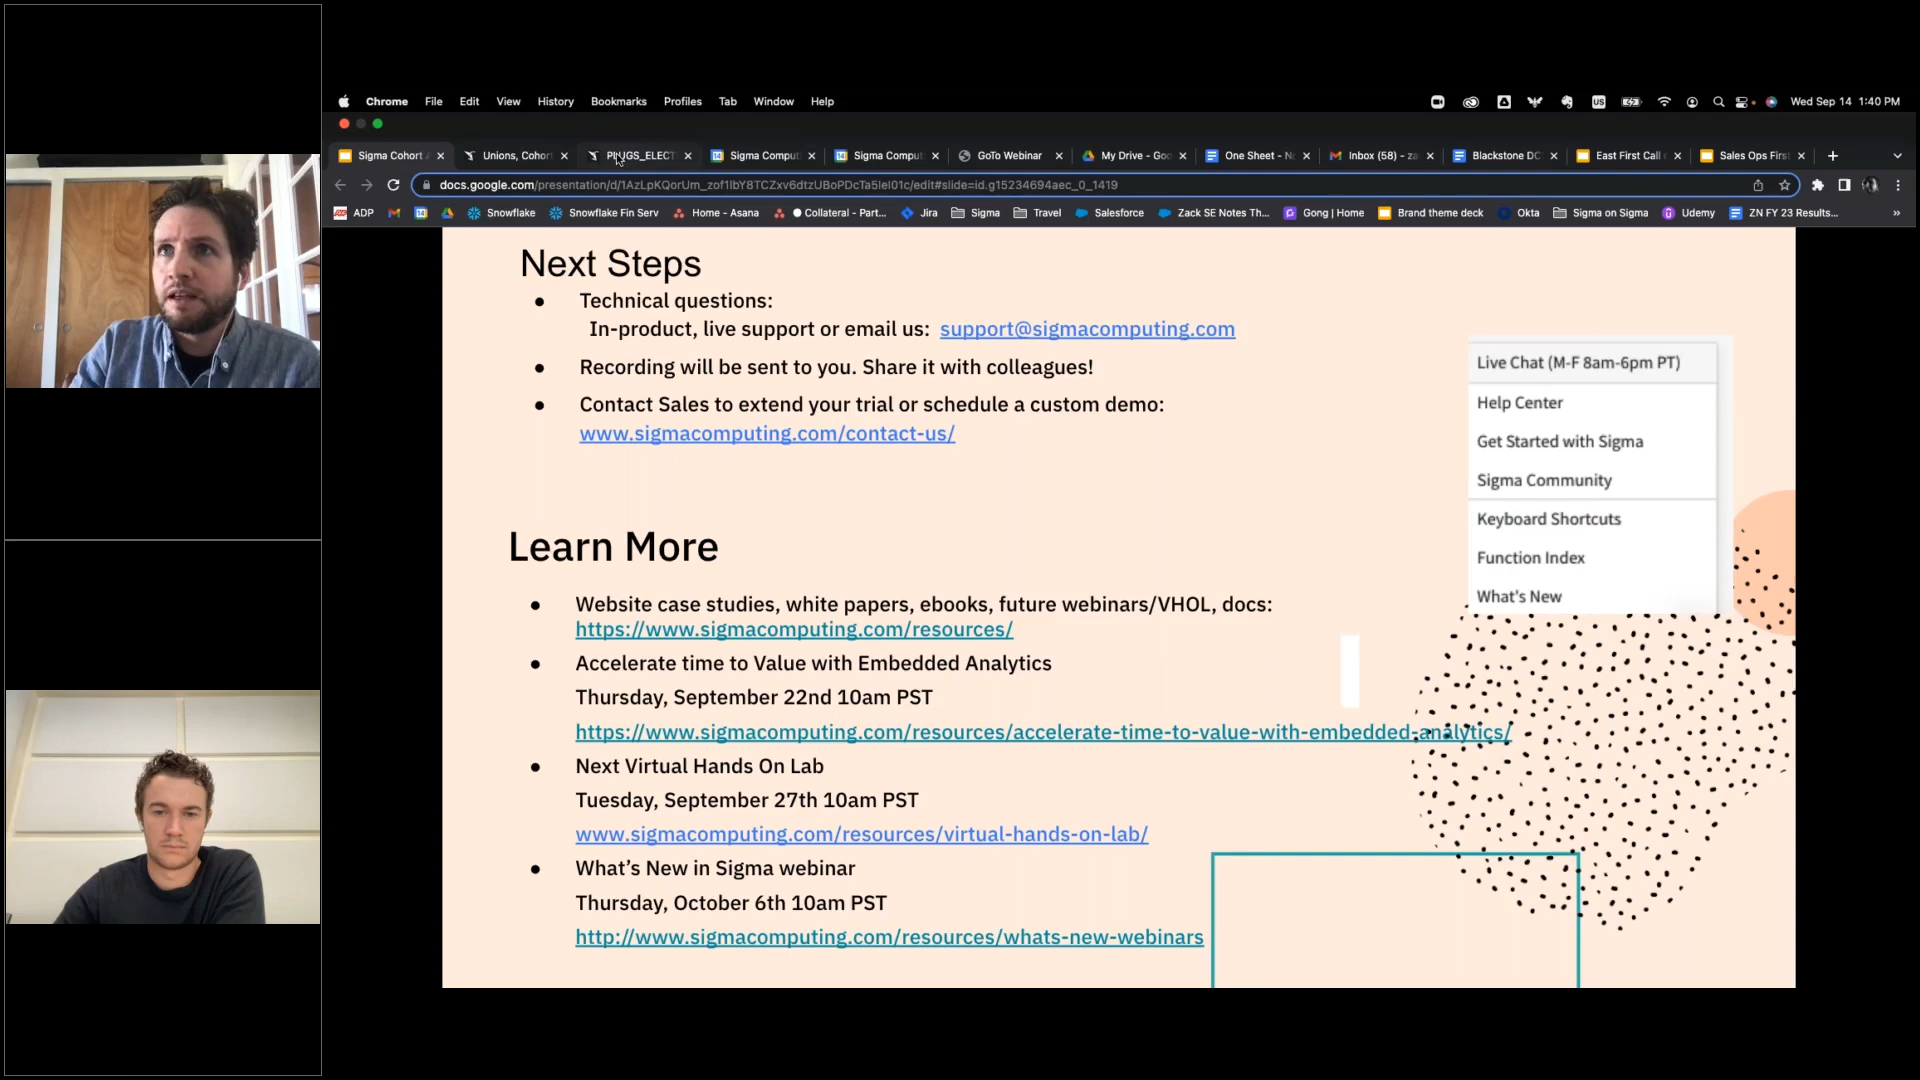 Chrome File Edit View History Bookmarks Profiles Tab Window Help
US Wed Sep 14 1:40 PM
Sigma Cohort Unions, Cohor PLUGS_ELECT Sigma Comput Sigma Comput GoTo Webinar My Drive - Goo One Sheet - N Inbox (58) - za Blackstone DC East First Call Sales Ops First
docs.google.com/presentation/d/1AzLpKQorUm_zof1lbY8TCZxv6dtzUBoPDcTa5lel01c/edit#slide=id.g15234694aec_0_1419
ADP Snowflake Snowflake Fin Serv Home - Asana Collateral - Part... Jira Sigma Travel Salesforce Zack SE Notes Th... Gong | Home Brand theme deck Okta Sigma on Sigma Udemy ZN FY 23 Results... »
Next Steps
● Technical questions:
In-product, live support or email us: support@sigmacomputing.com
● Recording will be sent to you. Share it with colleagues!
● Contact Sales to extend your trial or schedule a custom demo:
www.sigmacomputing.com/contact-us/
Live Chat (M-F 8am-6pm PT)
Help Center
Get Started with Sigma
Sigma Community
Keyboard Shortcuts
Function Index
What's New
Learn More
● Website case studies, white papers, ebooks, future webinars/VHOL, docs:
https://www.sigmacomputing.com/resources/
● Accelerate time to Value with Embedded Analytics
Thursday, September 22nd 10am PST
https://www.sigmacomputing.com/resources/accelerate-time-to-value-with-embedded-analytics/
● Next Virtual Hands On Lab
Tuesday, September 27th 10am PST
www.sigmacomputing.com/resources/virtual-hands-on-lab/
● What's New in Sigma webinar
Thursday, October 6th 10am PST
http://www.sigmacomputing.com/resources/whats-new-webinars